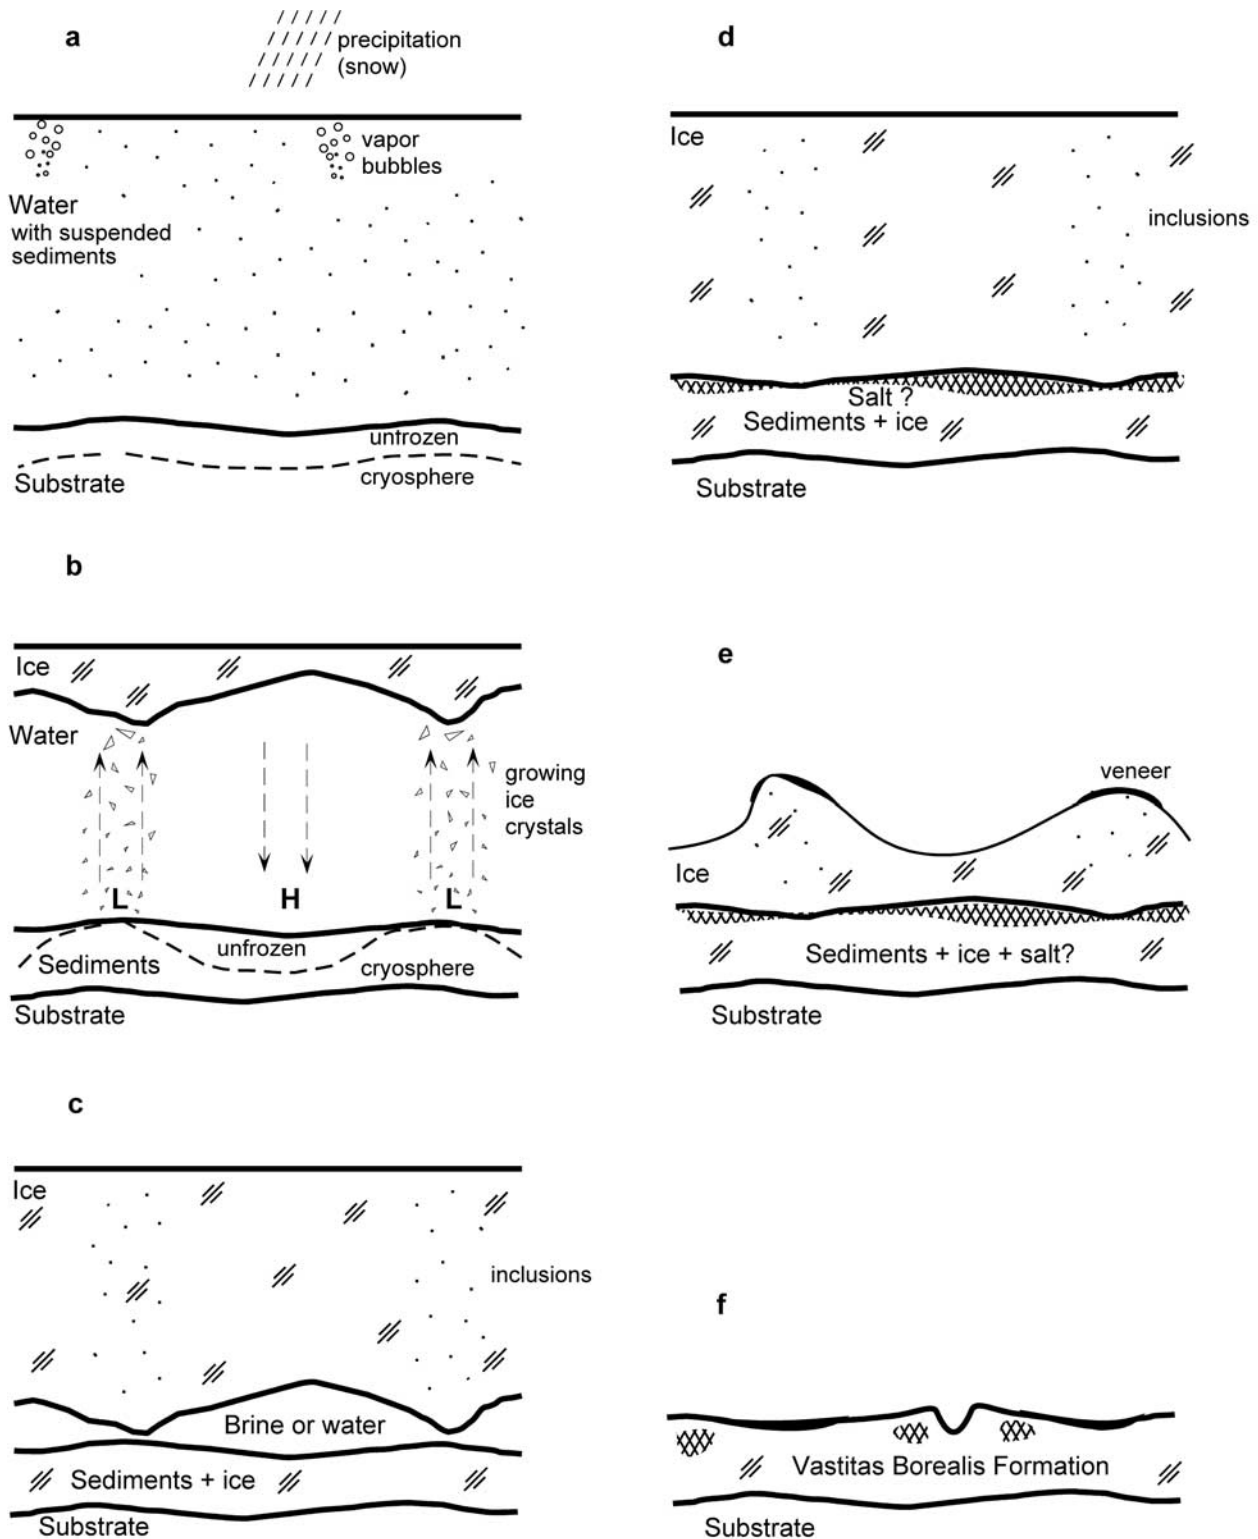 a
precipitation
(snow)
vapor
bubbles
Water
with suspended
sediments
unfrozen
cryosphere
Substrate
b
Ice
Water
growing
ice
crystals
L
H
L
unfrozen
Sediments
cryosphere
Substrate
c
Ice
inclusions
Brine or water
Sediments + ice
Substrate
d
Ice
inclusions
Salt ?
Sediments + ice
Substrate
e
veneer
Ice
Sediments + ice + salt?
Substrate
f
Vastitas Borealis Formation
Substrate